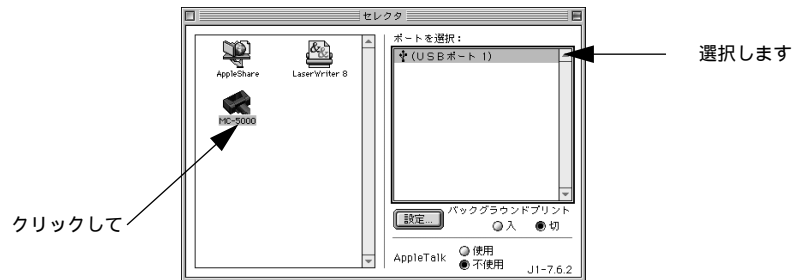 セレクタ
ポートを選択：
(USBポート 1)
選択します
AppleShare
LaserWriter 8
MC-5000
クリックして
設定...
バックグラウンドプリント
入
切
AppleTalk
使用
不使用
J1-7.6.2